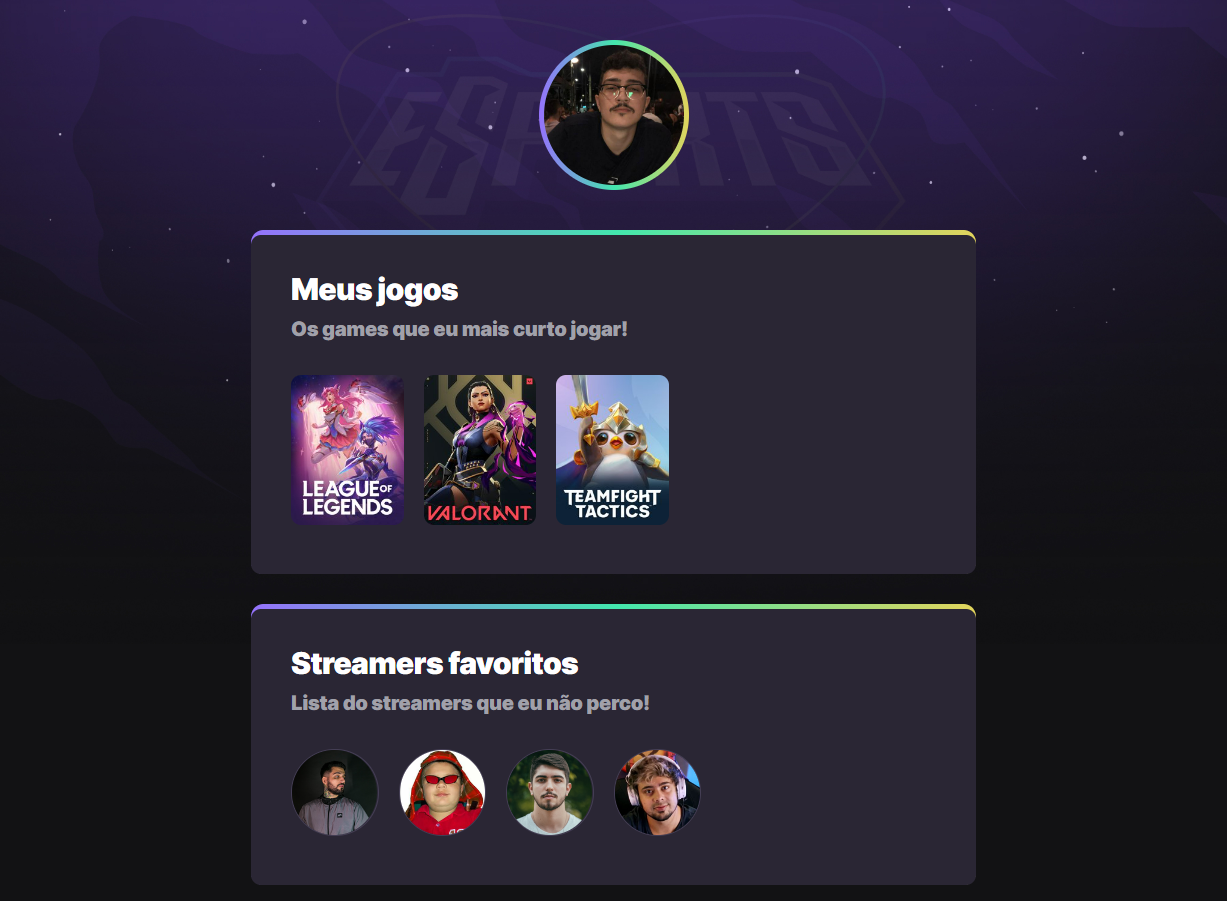 ESPORTS
Meus jogos
Os games que eu mais curto jogar!
LEAGUE OF
LEGENDS
VALORANT
TEAMFIGHT
TACTICS
Streamers favoritos
Lista do streamers que eu não perco!